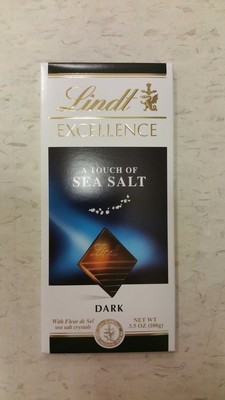 Lindt
EXCELLENCE
A TOUCH OF
SEA SALT
DARK
With Fleur de Sel
sea salt crystals
NET WT
3.5 OZ (100g)